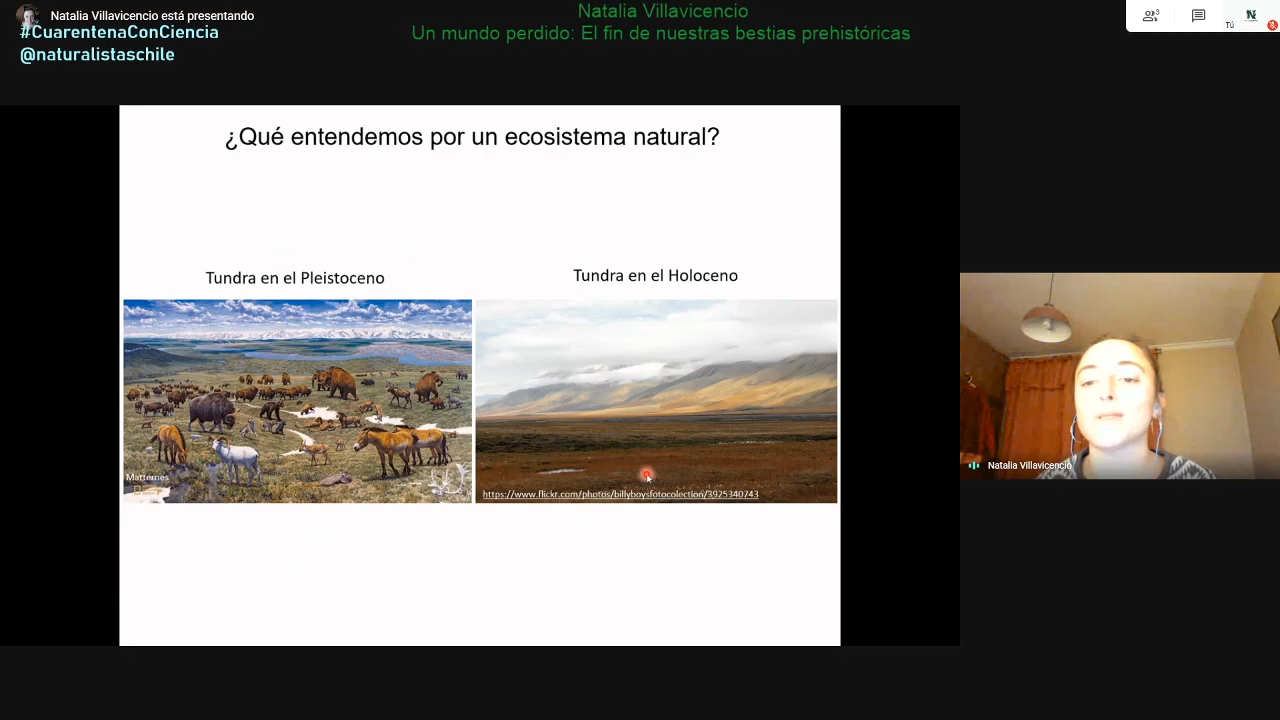 Natalia Villavicencio está presentando
#CuarentenaConCiencia
@naturalistaschile
Natalia Villavicencio
Un mundo perdido: El fin de nuestras bestias prehistóricas
3
Tú
¿Qué entendemos por un ecosistema natural?
Tundra en el Pleistoceno
Tundra en el Holoceno
Matternes
https://www.flickr.com/photos/billyboysfotocolection/3925340743
Natalia Villavicencio